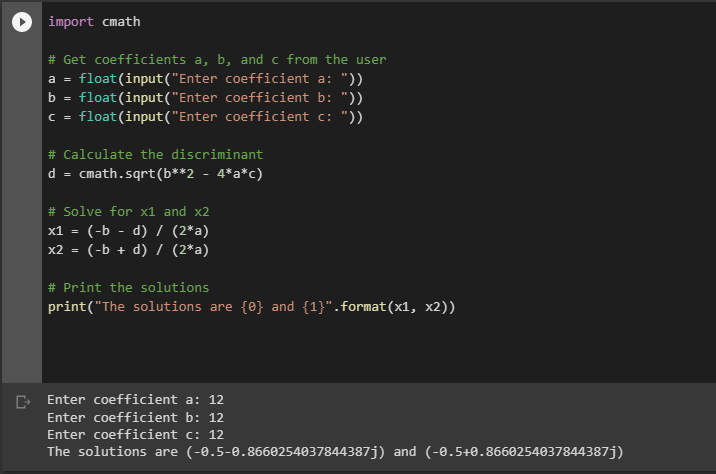 import cmath
# Get coefficients a, b, and c from the user
a = float(input("Enter coefficient a: "))
b = float(input("Enter coefficient b: "))
c = float(input("Enter coefficient c: "))
# Calculate the discriminant
d = cmath.sqrt(b**2 - 4*a*c)
# Solve for x1 and x2
x1 = (-b - d) / (2*a)
x2 = (-b + d) / (2*a)
# Print the solutions
print("The solutions are {0} and {1}".format(x1, x2))
Enter coefficient a: 12
Enter coefficient b: 12
Enter coefficient c: 12
The solutions are (-0.5-0.8660254037844387j) and (-0.5+0.8660254037844387j)